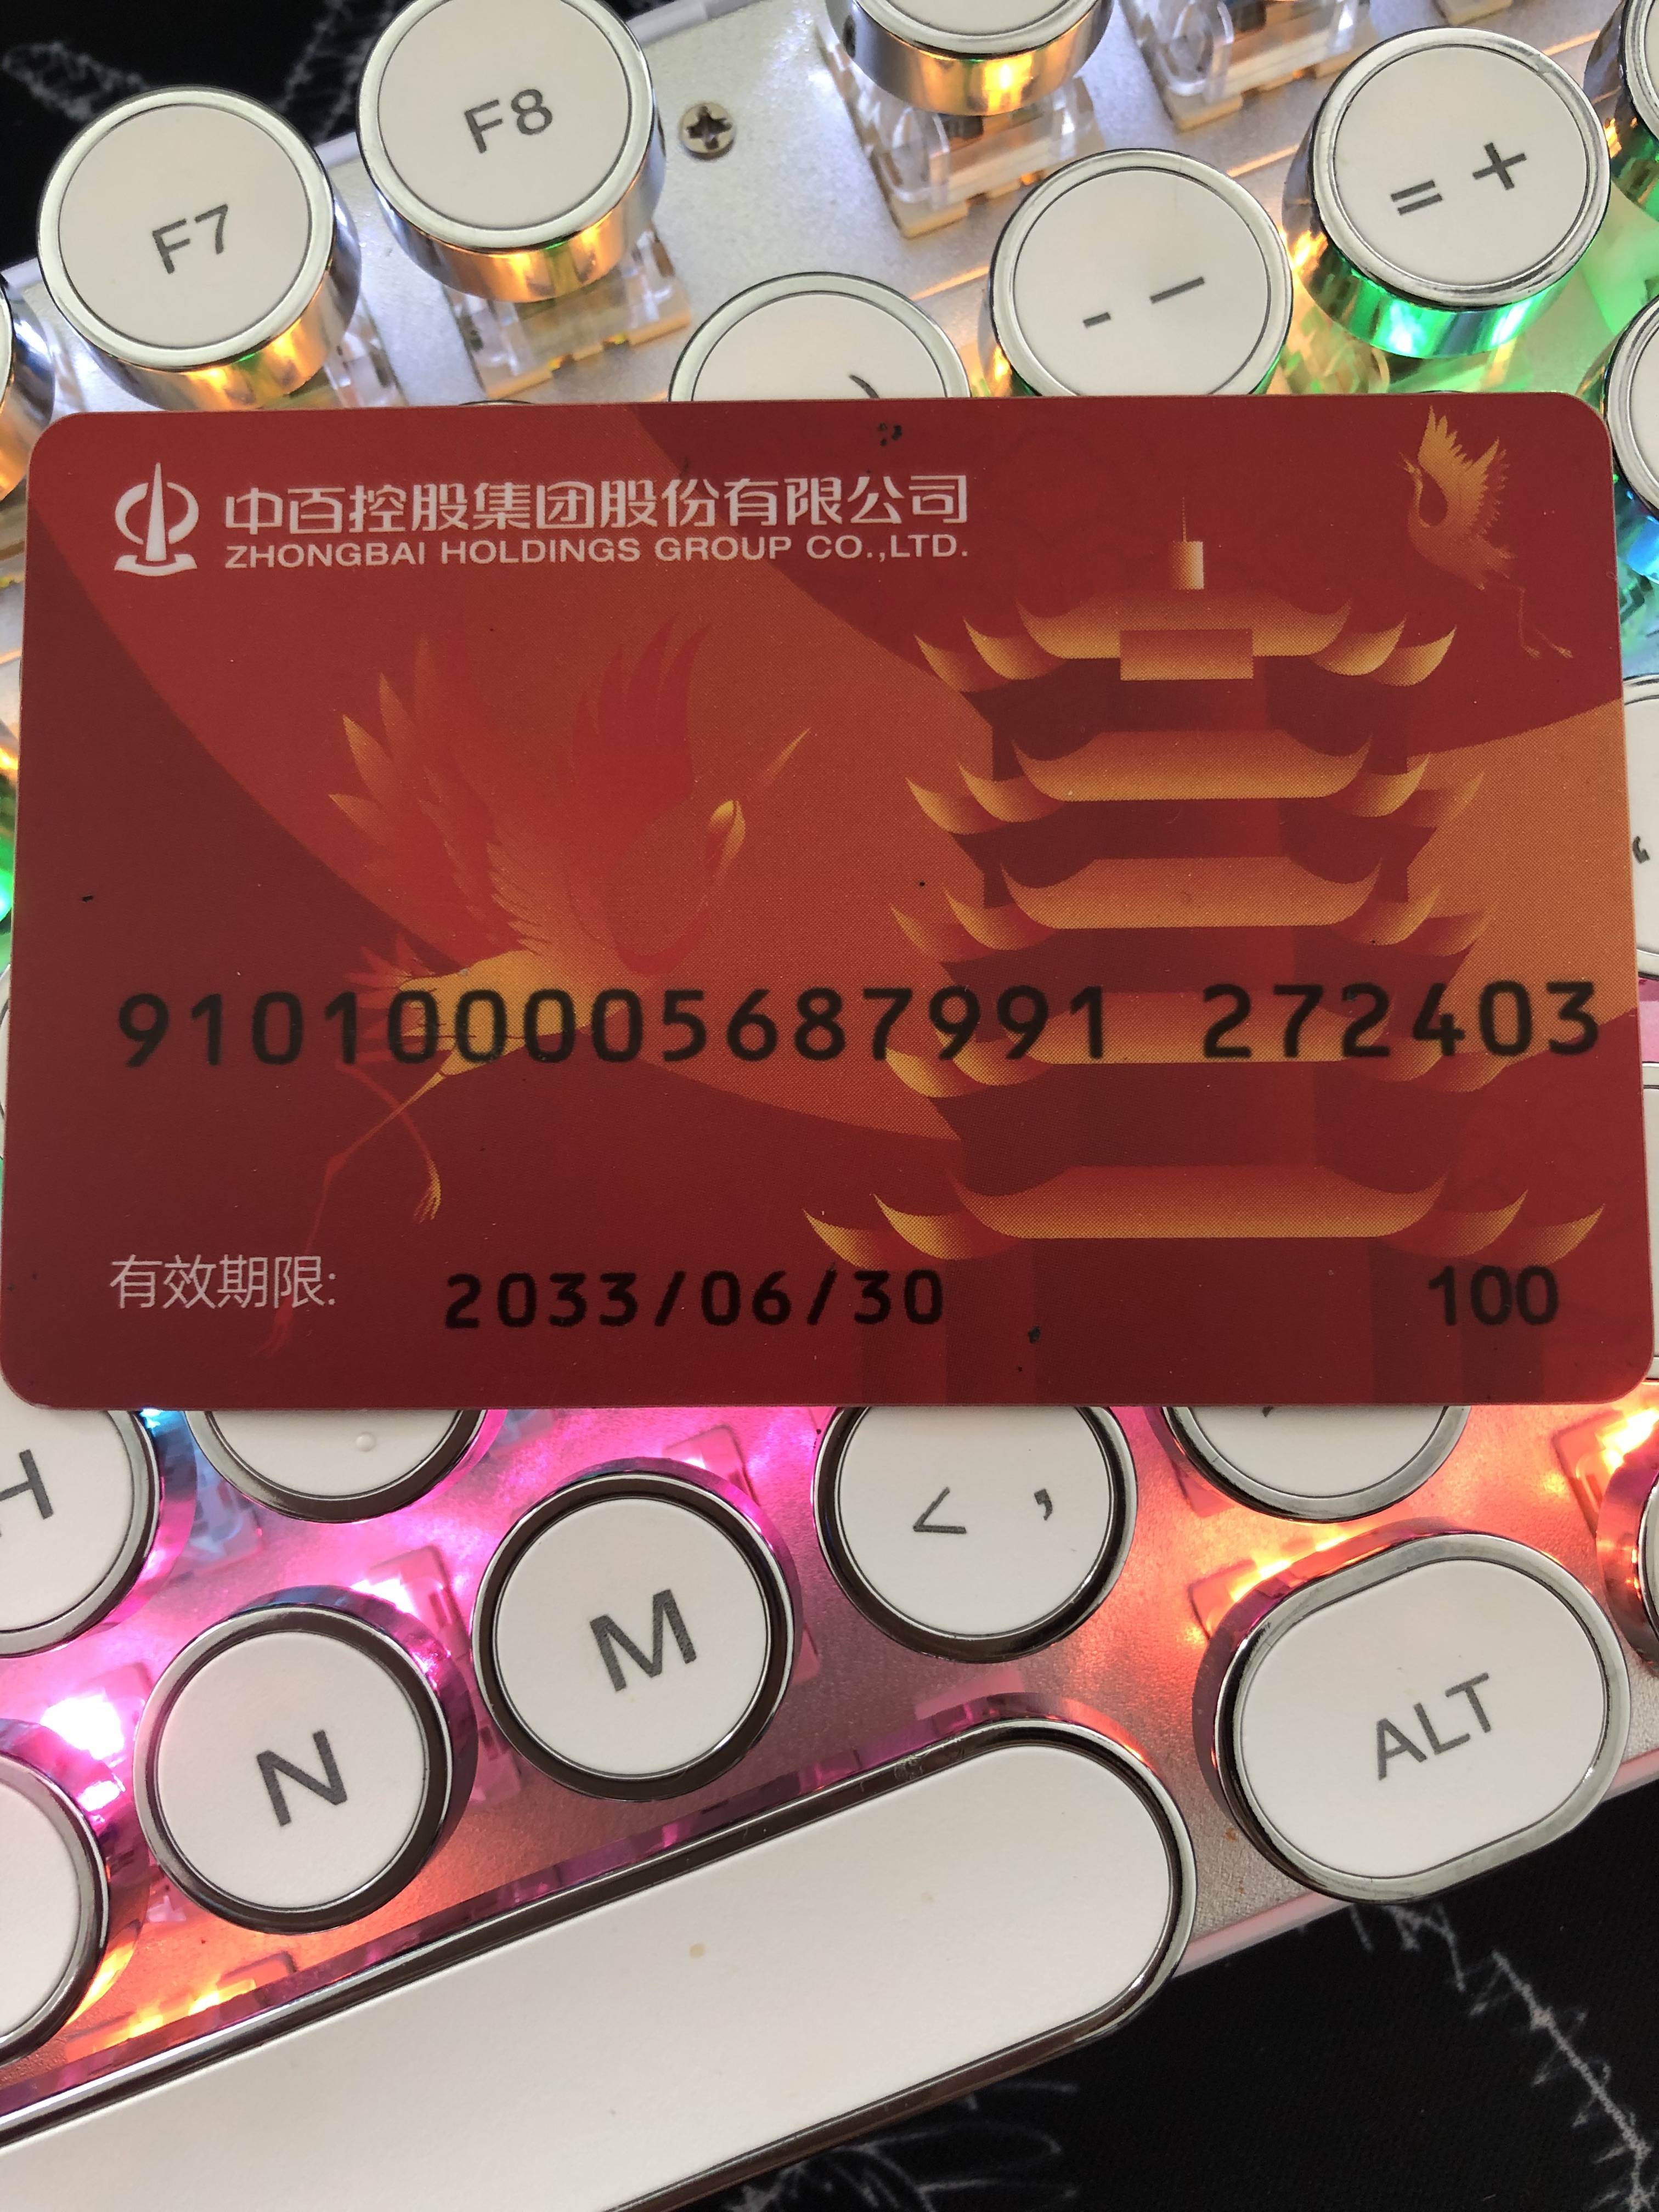 F7
F8
= +
- –
)
中百控股集团股份有限公司
ZHONGBAI HOLDINGS GROUP CO.,LTD.
9101000005687991 272403
有效期限: 2033/06/30 100
H
< ,
M
N
ALT